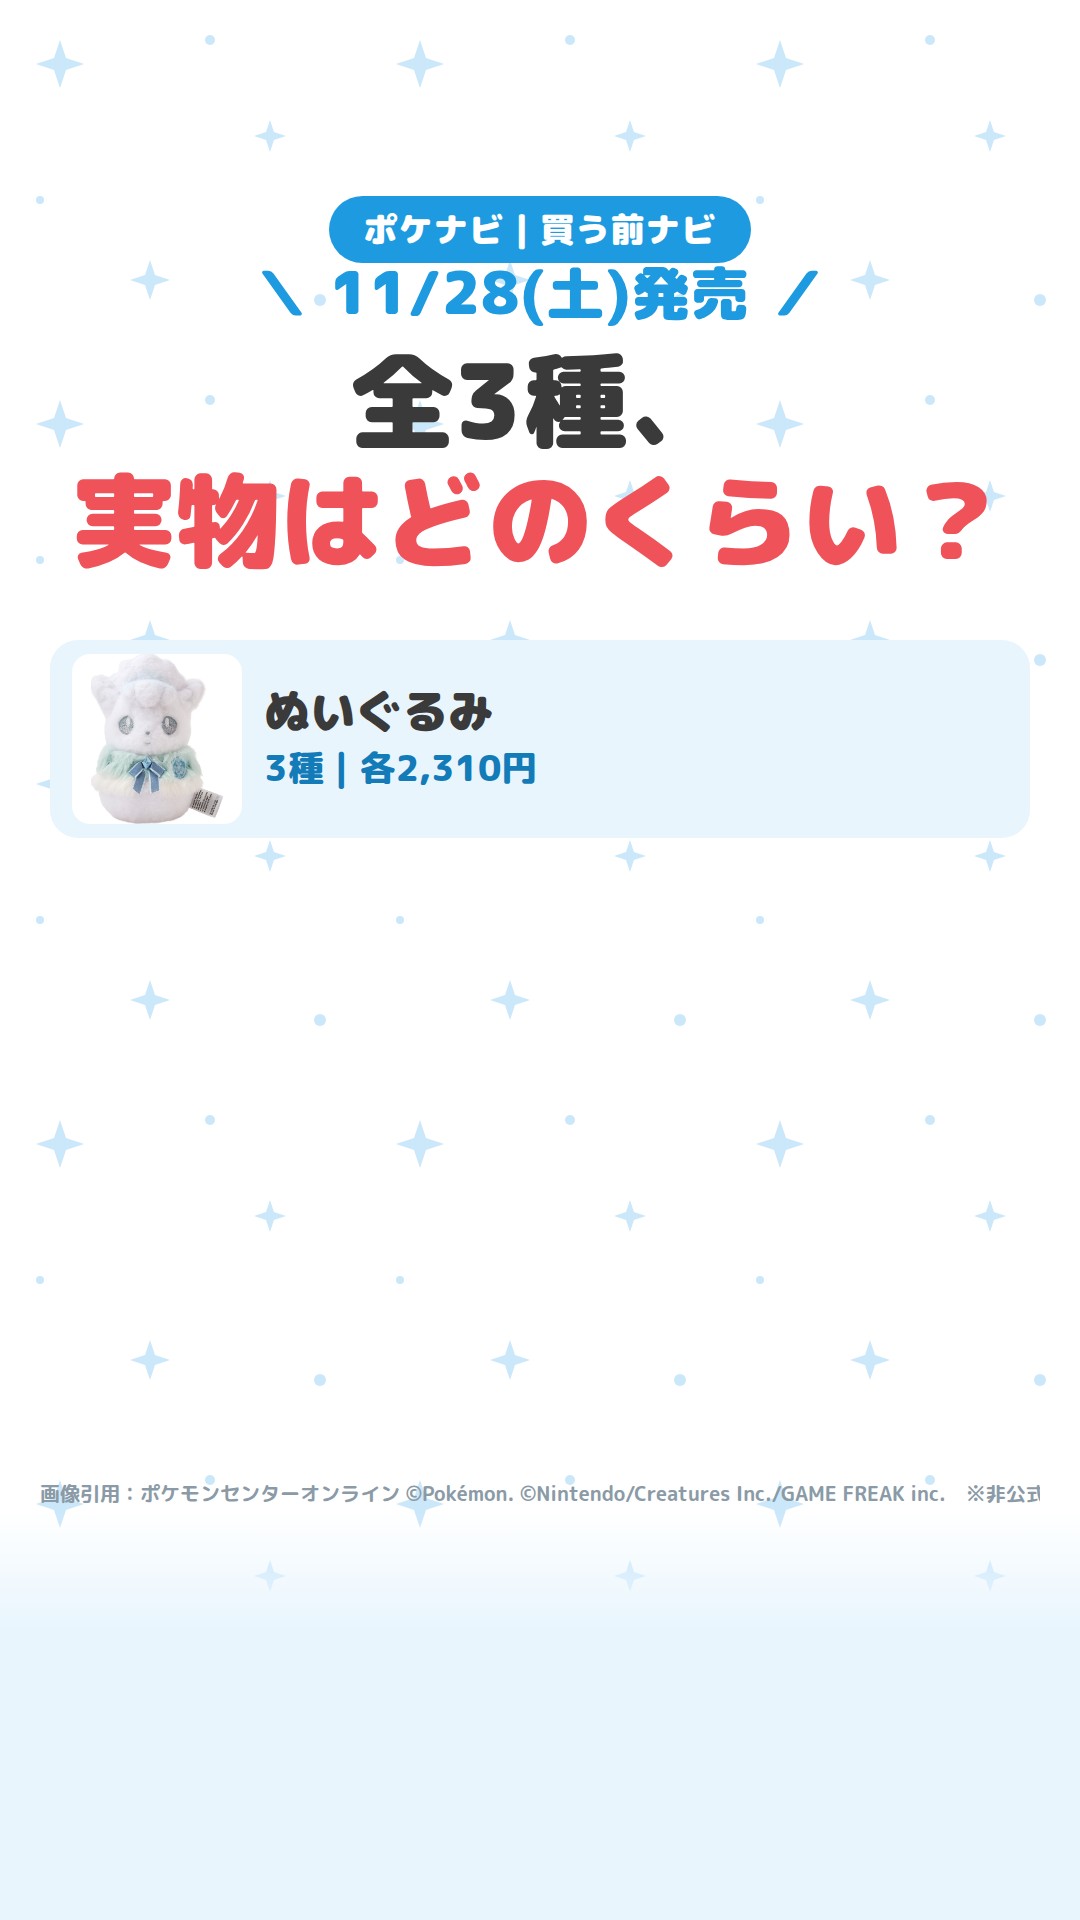 ポケナビ｜買う前ナビ
＼ 11/28(土)発売 ／
全3種、
実物はどのくらい？
ぬいぐるみ
3種｜各2,310円
画像引用：ポケモンセンターオンライン ©Pokémon. ©Nintendo/Creatures Inc./GAME FREAK inc.　※非公式